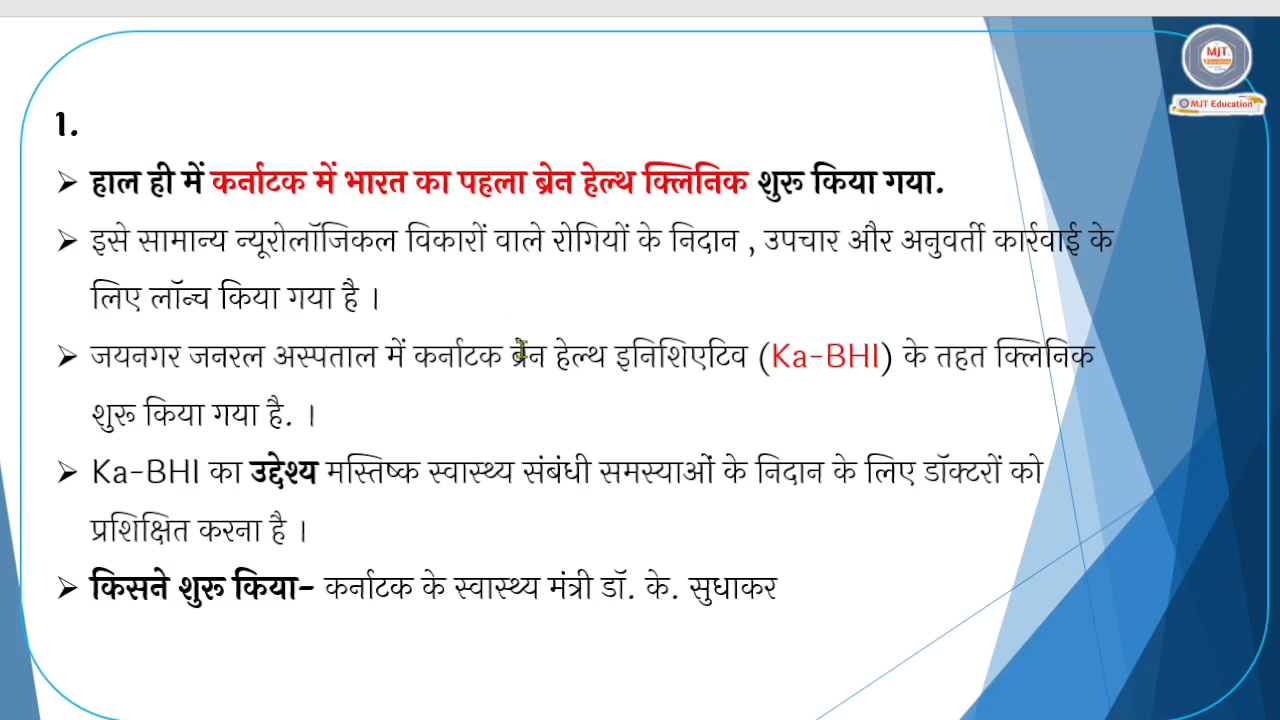 MJT
Education
MJT Education
1.
➤ हाल ही में कर्नाटक में भारत का पहला ब्रेन हेल्थ क्लिनिक शुरू किया गया.
➤ इसे सामान्य न्यूरोलॉजिकल विकारों वाले रोगियों के निदान , उपचार और अनुवर्ती कार्रवाई के
लिए लॉन्च किया गया है ।
➤ जयनगर जनरल अस्पताल में कर्नाटक ब्रेन हेल्थ इनिशिएटिव (Ka-BHI) के तहत क्लिनिक
शुरू किया गया है. ।
➤ Ka-BHI का उद्देश्य मस्तिष्क स्वास्थ्य संबंधी समस्याओं के निदान के लिए डॉक्टरों को
प्रशिक्षित करना है ।
➤ किसने शुरू किया- कर्नाटक के स्वास्थ्य मंत्री डॉ. के. सुधाकर